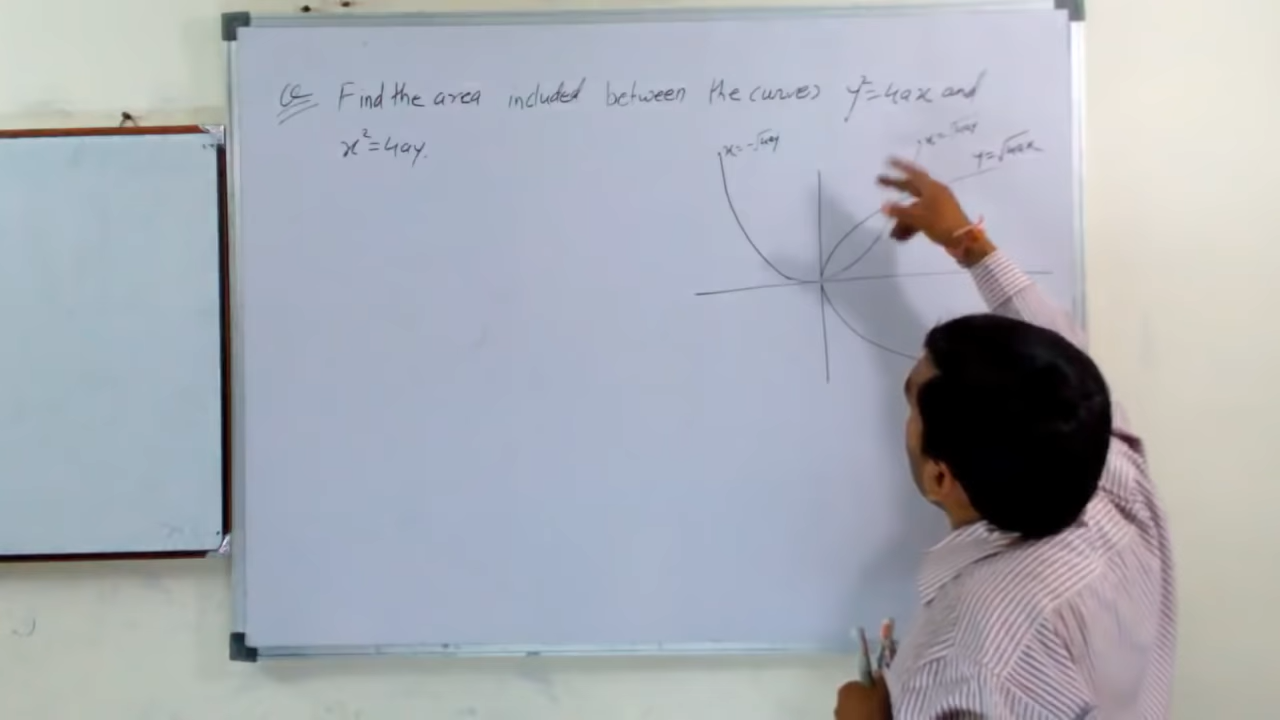 Q Find the area included between the curves y²=4ax and
x²=4ay.
x=-√4ay
x=√4ay
y=√4ax